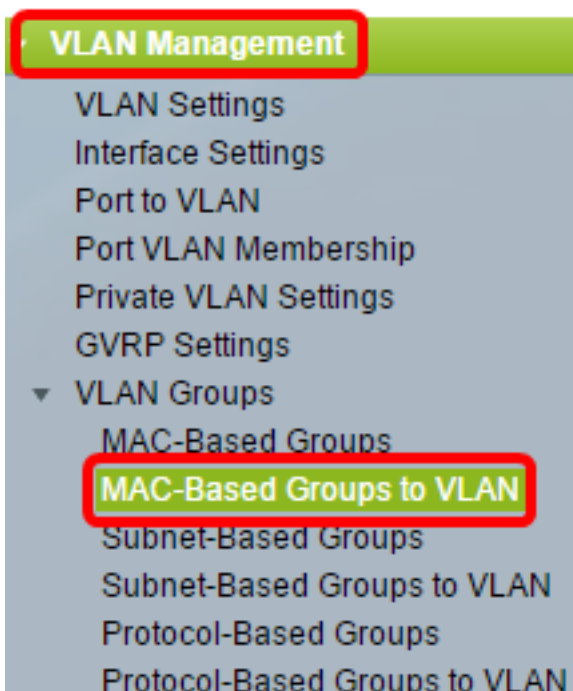 VLAN Management
VLAN Settings
Interface Settings
Port to VLAN
Port VLAN Membership
Private VLAN Settings
GVRP Settings
VLAN Groups
MAC-Based Groups
MAC-Based Groups to VLAN
Subnet-Based Groups
Subnet-Based Groups to VLAN
Protocol-Based Groups
Protocol-Based Groups to VLAN